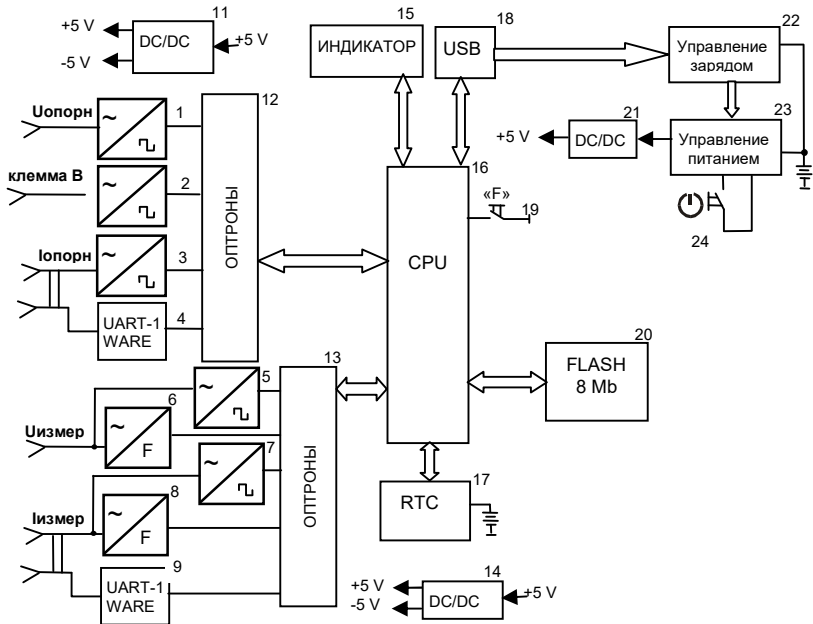 11
+5 V
DC/DC
+5 V
-5 V
15
ИНДИКАТОР
18
USB
22
Управление
зарядом
12
Uопорн
~
1
клемма В
~
2
Iопорн
~
3
UART-1
WARE
4
ОПТРОНЫ
16
CPU
«F»
19
+5 V
21
DC/DC
23
Управление
питанием
24
20
FLASH
8 Mb
13
~
5
6
Uизмер
~
F
~
7
8
Iизмер
~
F
9
UART-1
WARE
ОПТРОНЫ
17
RTC
14
+5 V
-5 V
DC/DC
+5 V